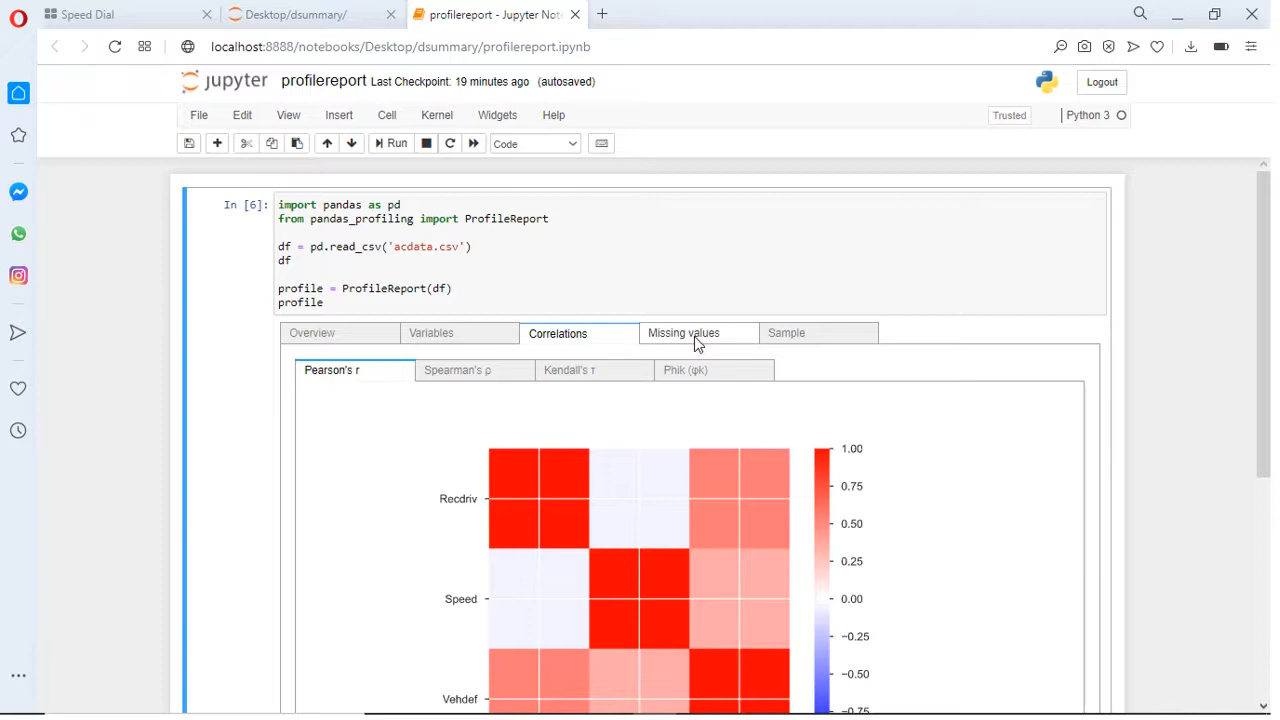 Speed Dial
Desktop/dsummary/
profilereport - Jupyter Not
localhost:8888/notebooks/Desktop/dsummary/profilereport.ipynb
jupyter profilereport Last Checkpoint: 19 minutes ago (autosaved)
Logout
File Edit View Insert Cell Kernel Widgets Help
Trusted
Python 3
Run
Code
In [6]:
import pandas as pd
from pandas_profiling import ProfileReport
df = pd.read_csv('acdata.csv')
df
profile = ProfileReport(df)
profile
Overview Variables Correlations Missing values Sample
Pearson's r Spearman's ρ Kendall's τ Phik (φk)
1.00
0.75
0.50
0.25
0.00
−0.25
−0.50
−0.75
Recdriv
Speed
Vehdef